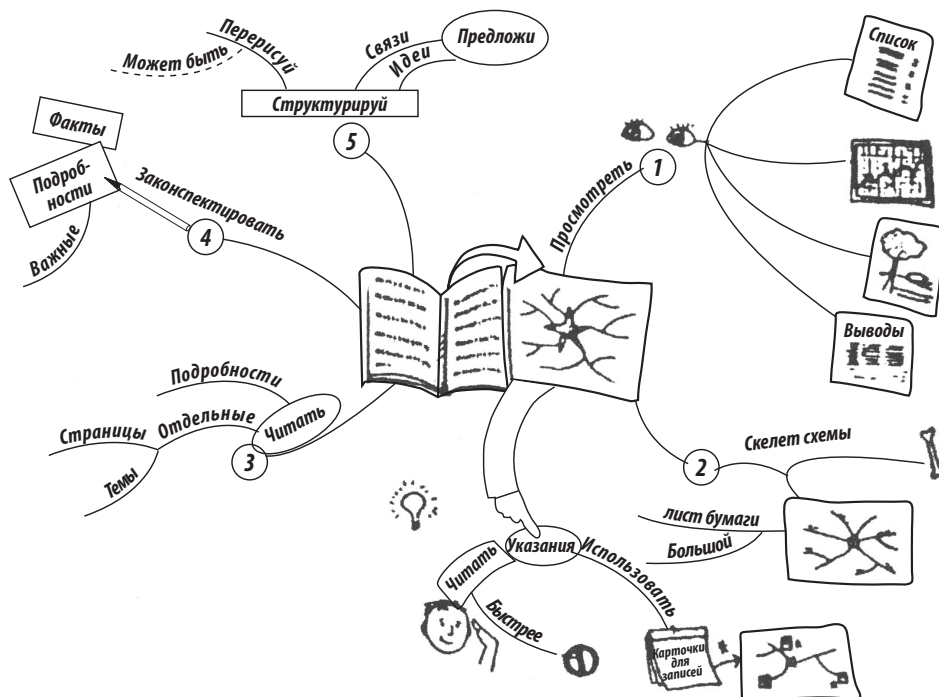 Просмотреть
1
Список
Выводы
2
Скелет схемы
лист бумаги
Большой
3
Читать
Подробности
Отдельные
Страницы
Темы
4
Законспектировать
Факты
Подроб-
ности
Важные
5
Структурируй
Перерисуй
Может быть
Связи
Идеи
Предложи
Указания
Читать
Быстрее
Использовать
Карточки
для
записей